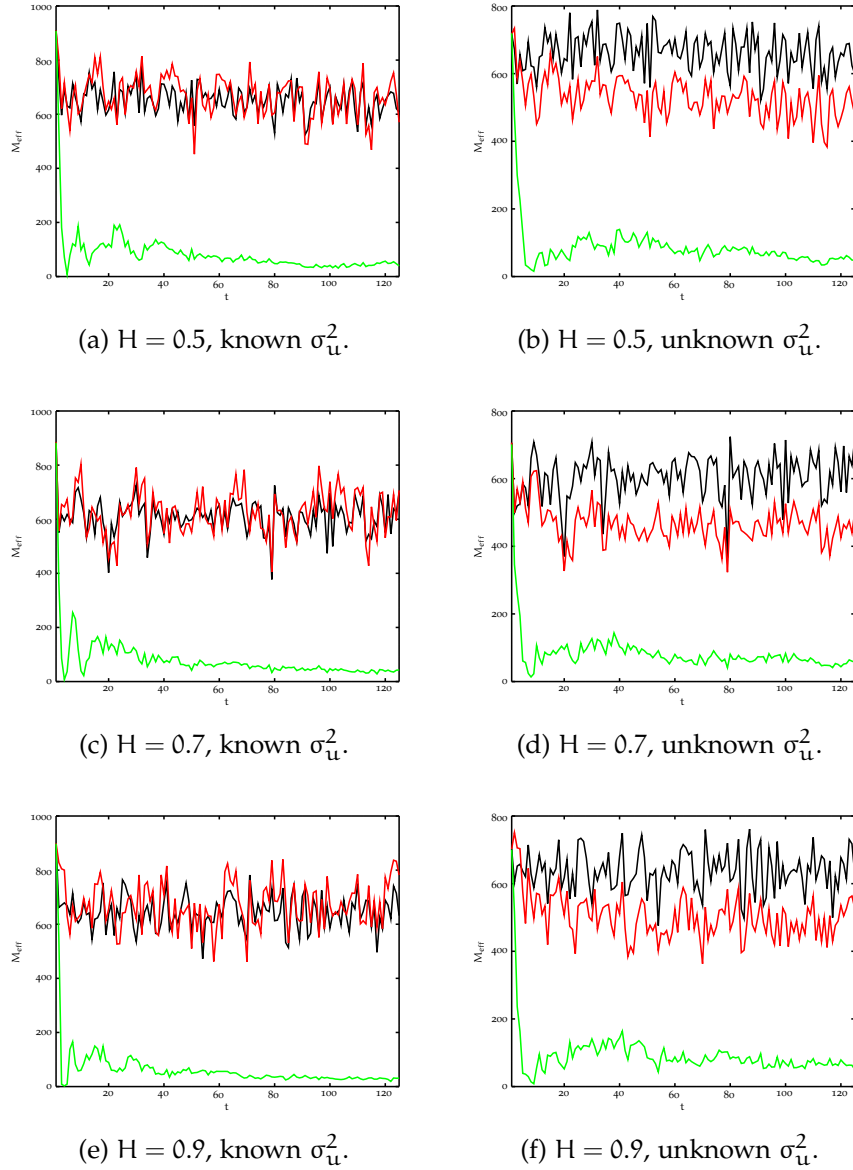 1000
800
600
400
200
0
M_eff
20 40 60 80 100 120
t
(a) H = 0.5, known σ_u^2.
800
600
400
200
0
M_eff
20 40 60 80 100 120
t
(b) H = 0.5, unknown σ_u^2.
1000
800
600
400
200
0
M_eff
20 40 60 80 100 120
t
(c) H = 0.7, known σ_u^2.
800
600
400
200
0
M_eff
20 40 60 80 100 120
t
(d) H = 0.7, unknown σ_u^2.
1000
800
600
400
200
0
M_eff
20 40 60 80 100 120
t
(e) H = 0.9, known σ_u^2.
800
600
400
200
0
M_eff
20 40 60 80 100 120
t
(f) H = 0.9, unknown σ_u^2.